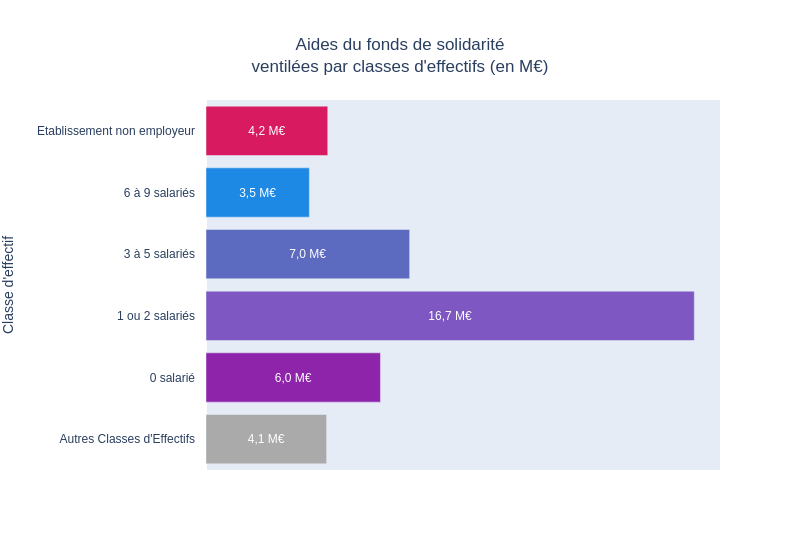 Aides du fonds de solidarité
ventilées par classes d'effectifs (en M€)
Classe d'effectif
Etablissement non employeur
4,2 M€
6 à 9 salariés
3,5 M€
3 à 5 salariés
7,0 M€
1 ou 2 salariés
16,7 M€
0 salarié
6,0 M€
Autres Classes d'Effectifs
4,1 M€